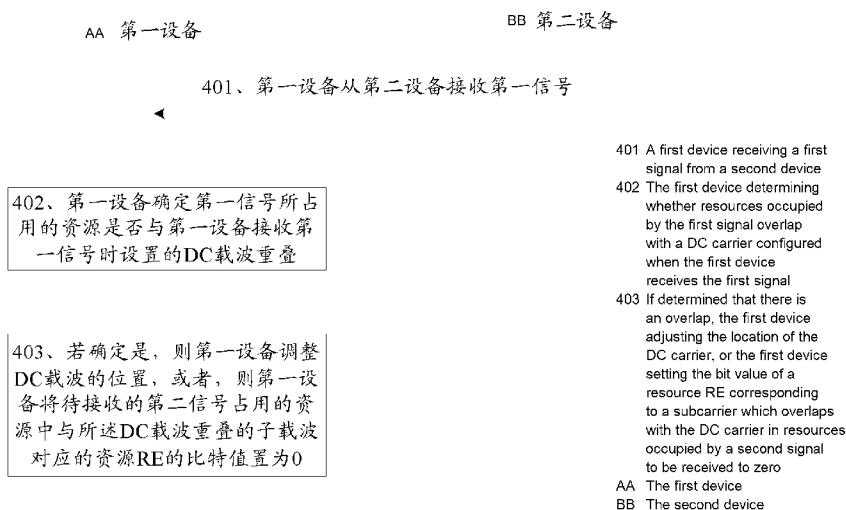 AA 第一设备
BB 第二设备
401、第一设备从第二设备接收第一信号
402、第一设备确定第一信号所占
用的资源是否与第一设备接收第
一信号时设置的DC载波重叠
403、若确定是，则第一设备调整
DC载波的位置，或者，则第一设
备将待接收的第二信号占用的资
源中与所述DC载波重叠的子载波
对应的资源RE的比特值置为0
401 A first device receiving a first
signal from a second device
402 The first device determining
whether resources occupied
by the first signal overlap
with a DC carrier configured
when the first device
receives the first signal
403 If determined that there is
an overlap, the first device
adjusting the location of the
DC carrier, or the first device
setting the bit value of a
resource RE corresponding
to a subcarrier which overlaps
with the DC carrier in resources
occupied by a second signal
to be received to zero
AA The first device
BB The second device